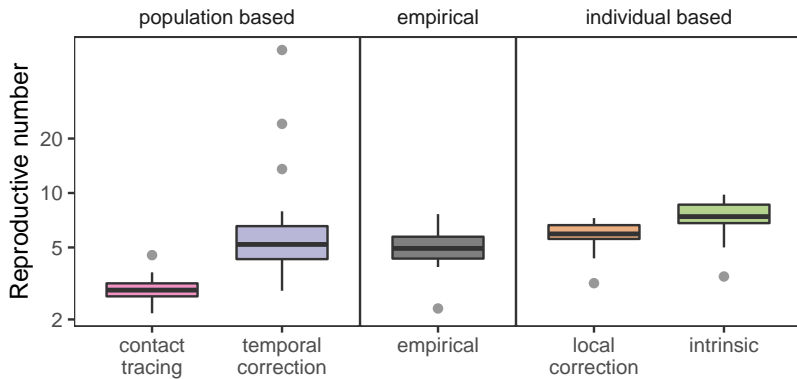 population based
empirical
individual based
Reproductive number
20
10
5
2
contact
tracing
temporal
correction
empirical
local
correction
intrinsic